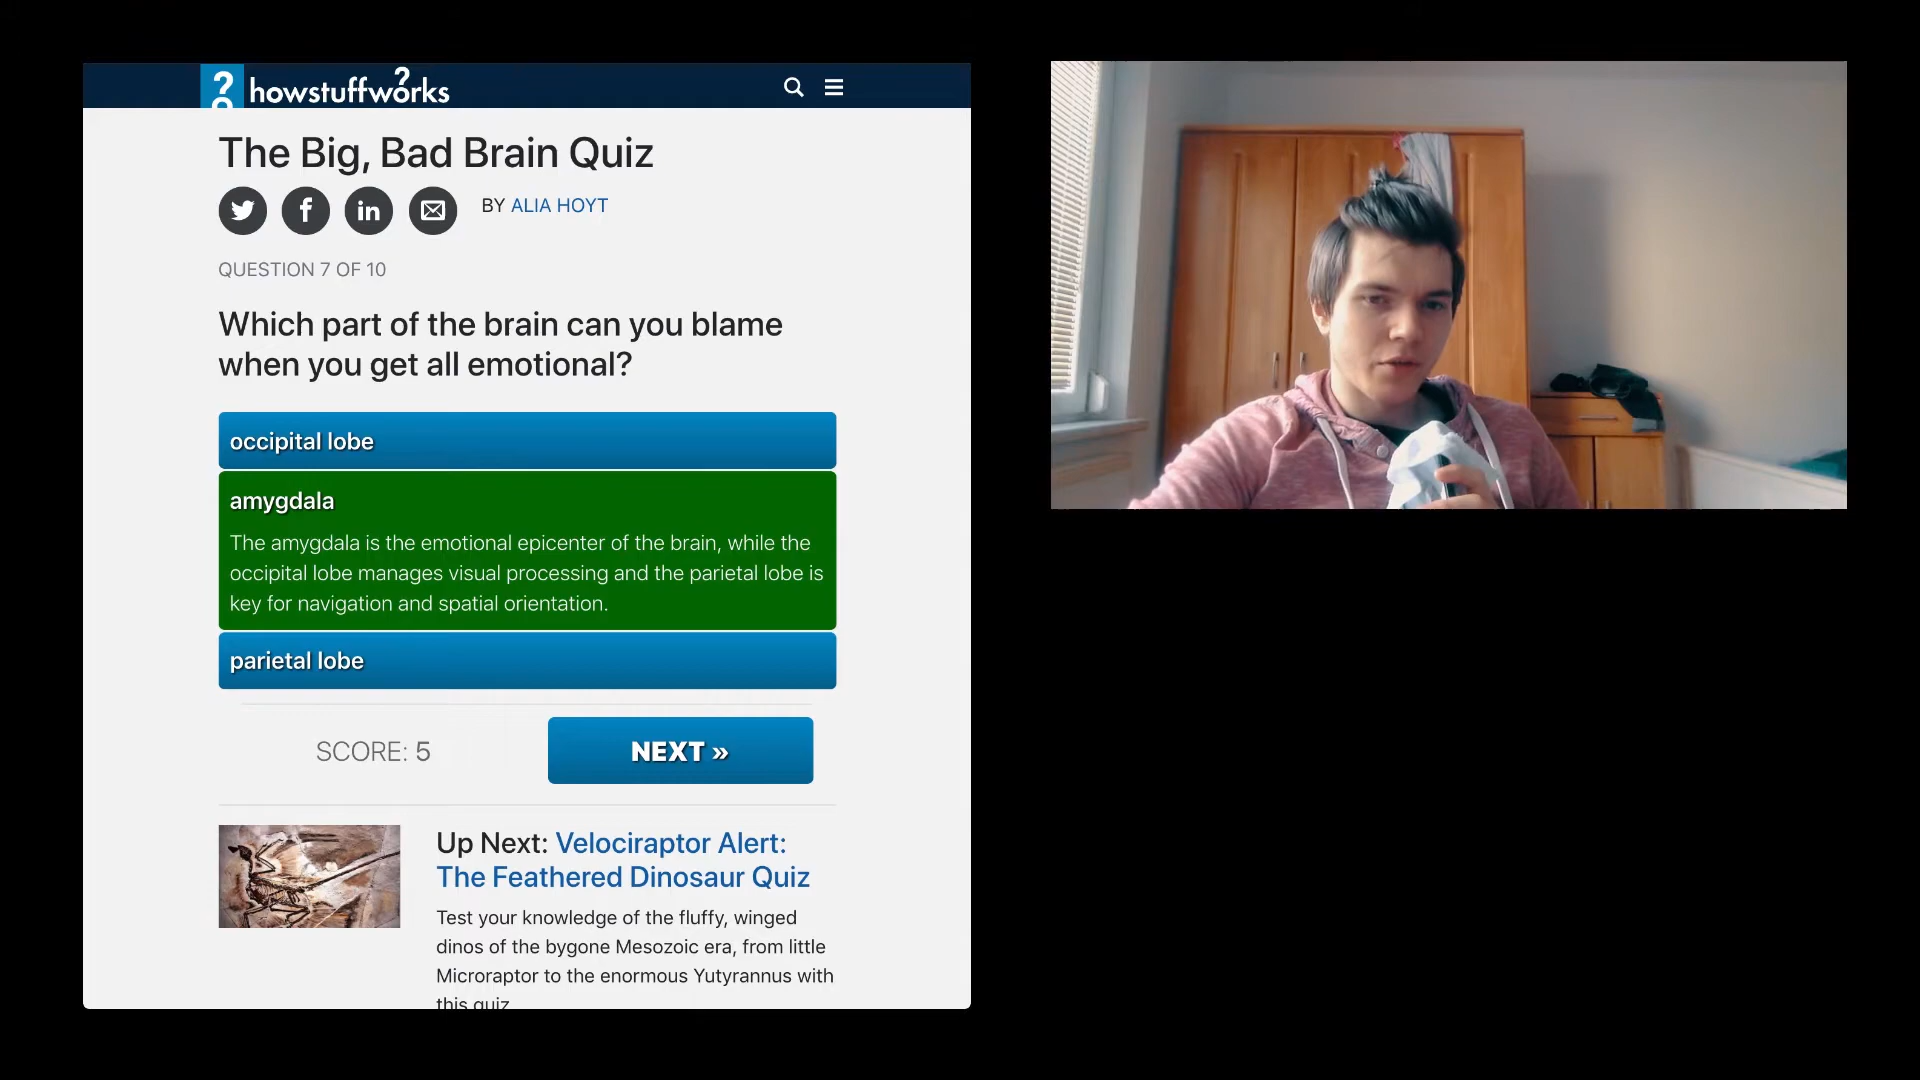 howstuffworks
The Big, Bad Brain Quiz
BY ALIA HOYT
QUESTION 7 OF 10
Which part of the brain can you blame
when you get all emotional?
occipital lobe
amygdala
The amygdala is the emotional epicenter of the brain, while the
occipital lobe manages visual processing and the parietal lobe is
key for navigation and spatial orientation.
parietal lobe
SCORE: 5
NEXT »
Up Next: Velociraptor Alert:
The Feathered Dinosaur Quiz
Test your knowledge of the fluffy, winged
dinos of the bygone Mesozoic era, from little
Microraptor to the enormous Yutyrannus with
this quiz